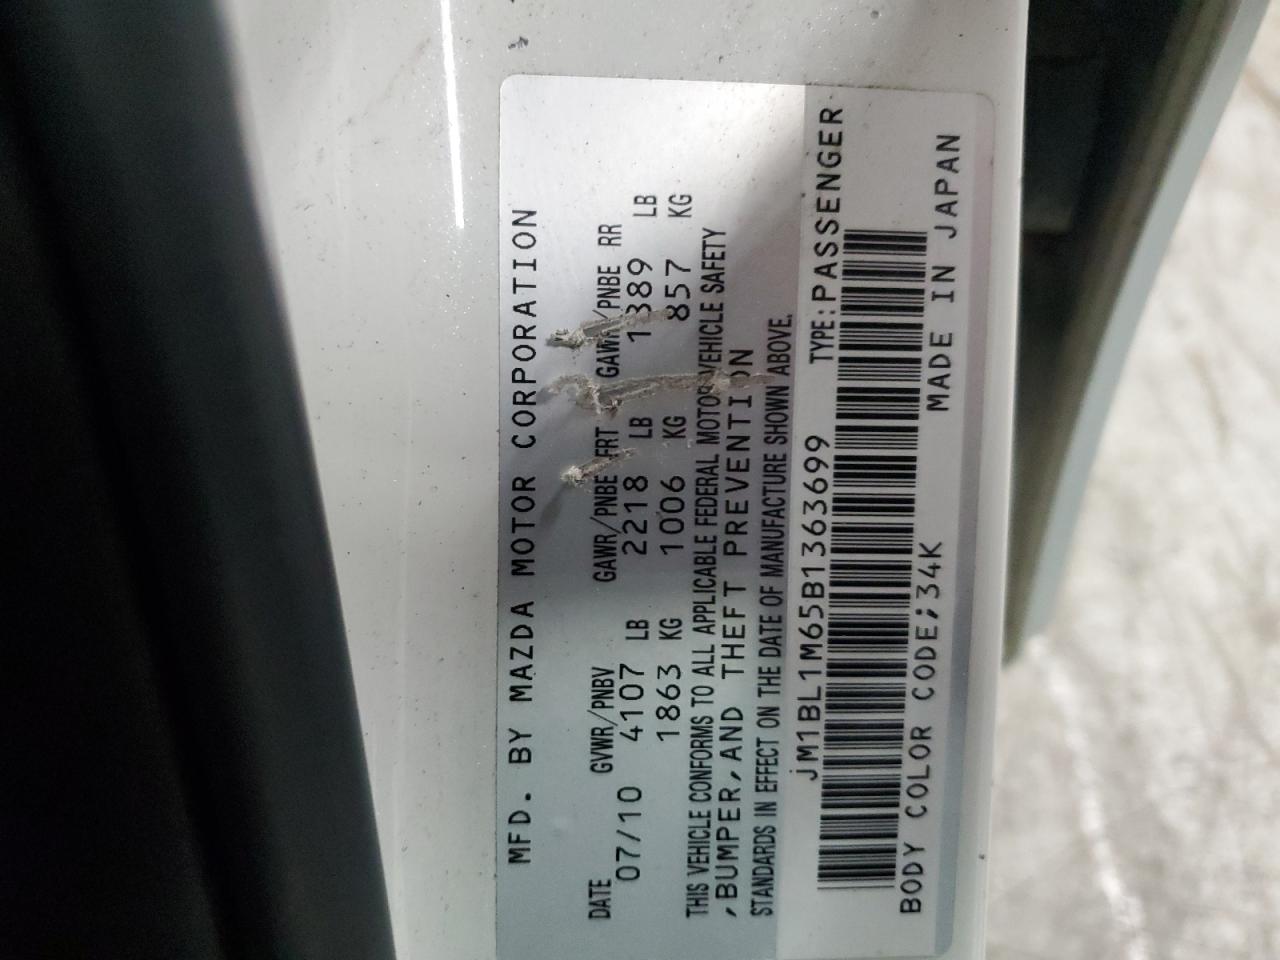 MFD. BY MAZDA MOTOR CORPORATION
DATE GVWR/PNBV GAWR/PNBE FRT GAWR/PNBE RR
07/10 4107 LB 2218 LB 1389 LB
1863 KG 1006 KG 857 KG
THIS VEHICLE CONFORMS TO ALL APPLICABLE FEDERAL MOTOR VEHICLE SAFETY
, BUMPER, AND THEFT PREVENTION
STANDARDS IN EFFECT ON THE DATE OF MANUFACTURE SHOWN ABOVE.
JM1BL1M65B1363699 TYPE:PASSENGER
BODY COLOR CODE;34K MADE IN JAPAN